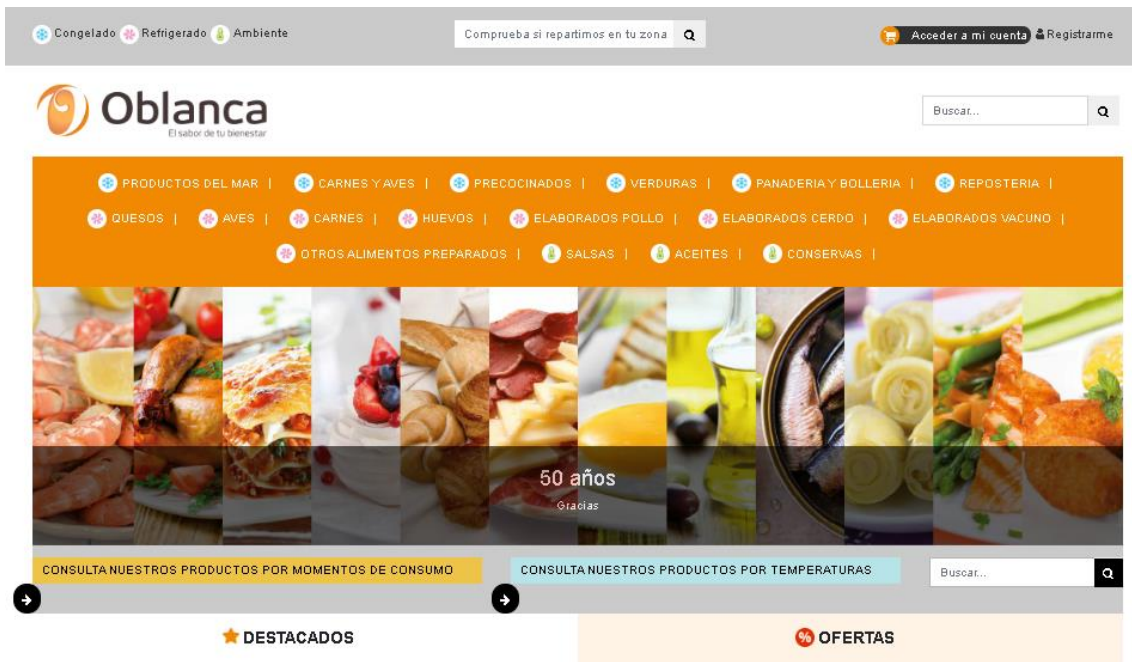 Congelado Refrigerado Ambiente
Comprueba si repartimos en tu zona
Acceder a mi cuenta Registrarme
Oblanca
El sabor de tu bienestar
Buscar...
PRODUCTOS DEL MAR | CARNES Y AVES | PRECOCINADOS | VERDURAS | PANADERIA Y BOLLERIA | REPOSTERIA |
QUESOS | AVES | CARNES | HUEVOS | ELABORADOS POLLO | ELABORADOS CERDO | ELABORADOS VACUNO |
OTROS ALIMENTOS PREPARADOS | SALSAS | ACEITES | CONSERVAS |
50 años
Gracias
CONSULTA NUESTROS PRODUCTOS POR MOMENTOS DE CONSUMO
CONSULTA NUESTROS PRODUCTOS POR TEMPERATURAS
Buscar...
DESTACADOS
% OFERTAS